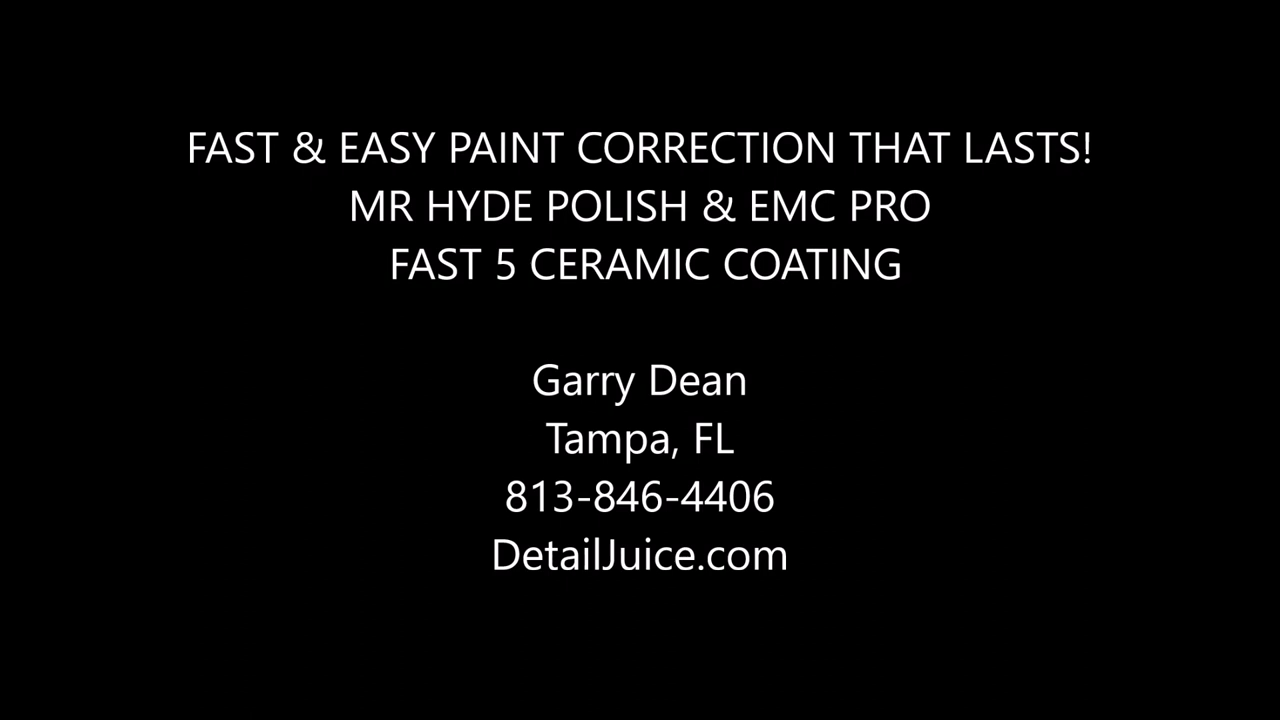 FAST & EASY PAINT CORRECTION THAT LASTS!
MR HYDE POLISH & EMC PRO
FAST 5 CERAMIC COATING
Garry Dean
Tampa, FL
813-846-4406
DetailJuice.com